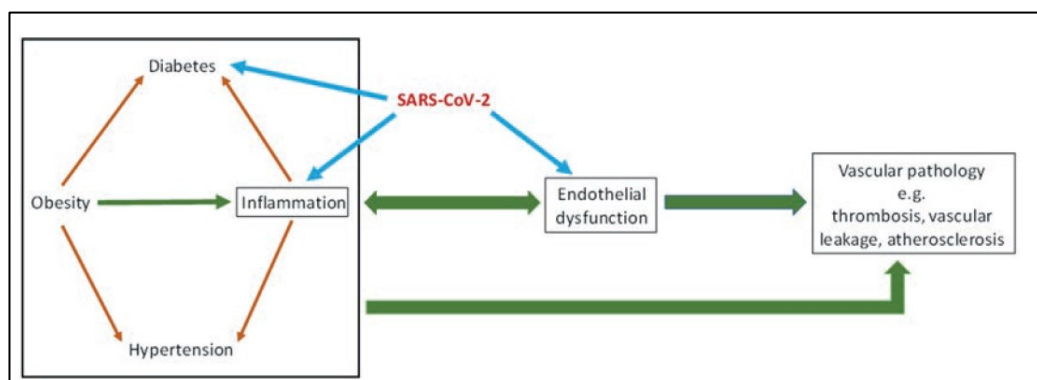 Diabetes
SARS-CoV-2
Obesity
Inflammation
Endothelial
dysfunction
Vascular pathology
e.g.
thrombosis, vascular
leakage, atherosclerosis
Hypertension